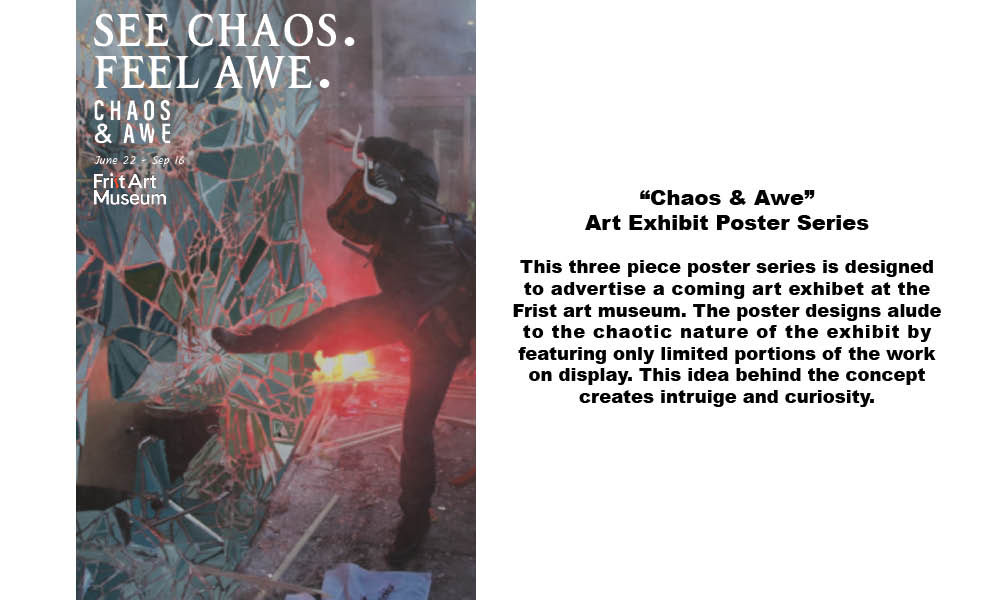 SEE CHAOS.
FEEL AWE.
CHAOS
& AWE
June 22 - Sep 16
Frist Art
Museum
“Chaos & Awe”
Art Exhibit Poster Series
This three piece poster series is designed
to advertise a coming art exhibet at the
Frist art museum. The poster designs alude
to the chaotic nature of the exhibit by
featuring only limited portions of the work
on display. This idea behind the concept
creates intruige and curiosity.